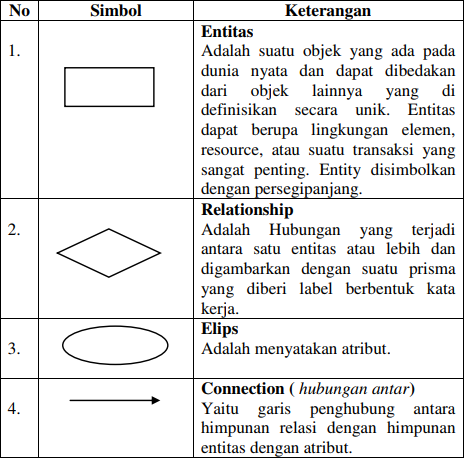 No Simbol Keterangan
1.
Entitas
Adalah suatu objek yang ada pada
dunia nyata dan dapat dibedakan
dari objek lainnya yang di
definisikan secara unik. Entitas
dapat berupa lingkungan elemen,
resource, atau suatu transaksi yang
sangat penting. Entity disimbolkan
dengan persegipanjang.
2.
Relationship
Adalah Hubungan yang terjadi
antara satu entitas atau lebih dan
digambarkan dengan suatu prisma
yang diberi label berbentuk kata
kerja.
3.
Elips
Adalah menyatakan atribut.
4.
Connection ( hubungan antar)
Yaitu garis penghubung antara
himpunan relasi dengan himpunan
entitas dengan atribut.